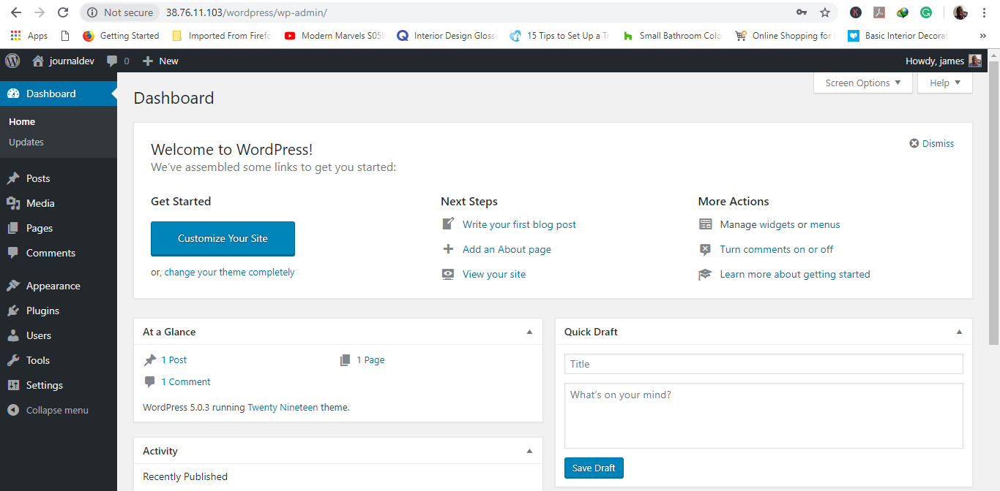 Not secure 38.76.11.103/wordpress/wp-admin/
Apps Getting Started Imported From Firefo Modern Marvels S05E Interior Design Gloss 15 Tips to Set Up a Tr Small Bathroom Colo Online Shopping for Basic Interior Decorat »
journaldev 0 + New Howdy, james
Dashboard
Home
Updates
Posts
Media
Pages
Comments
Appearance
Plugins
Users
Tools
Settings
Collapse menu
Screen Options Help
Dashboard
Welcome to WordPress!
Dismiss
We've assembled some links to get you started:
Get Started
Customize Your Site
or, change your theme completely
Next Steps
Write your first blog post
Add an About page
View your site
More Actions
Manage widgets or menus
Turn comments on or off
Learn more about getting started
At a Glance
1 Post 1 Page
1 Comment
WordPress 5.0.3 running Twenty Nineteen theme.
Activity
Recently Published
Quick Draft
Title
What's on your mind?
Save Draft